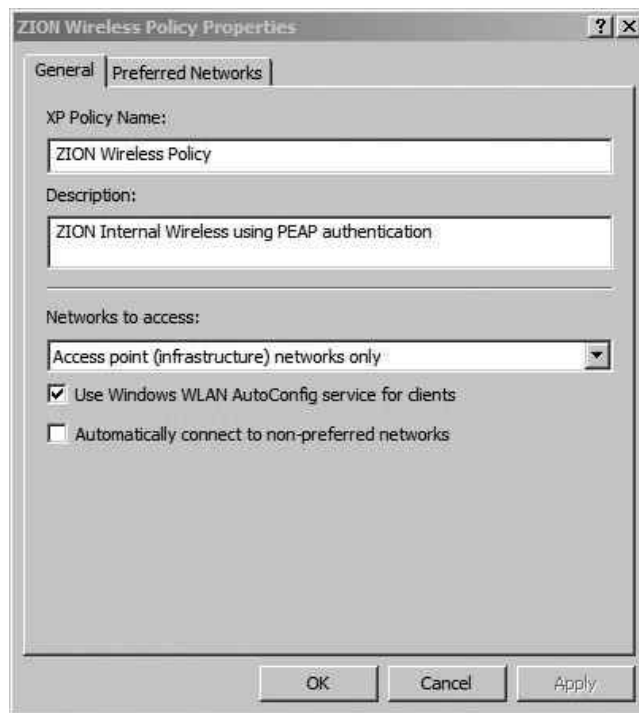 ZION Wireless Policy Properties
General
Preferred Networks
XP Policy Name:
ZION Wireless Policy
Description:
ZION Internal Wireless using PEAP authentication
Networks to access:
Access point (infrastructure) networks only
Use Windows WLAN AutoConfig service for clients
Automatically connect to non-preferred networks
OK
Cancel
Apply